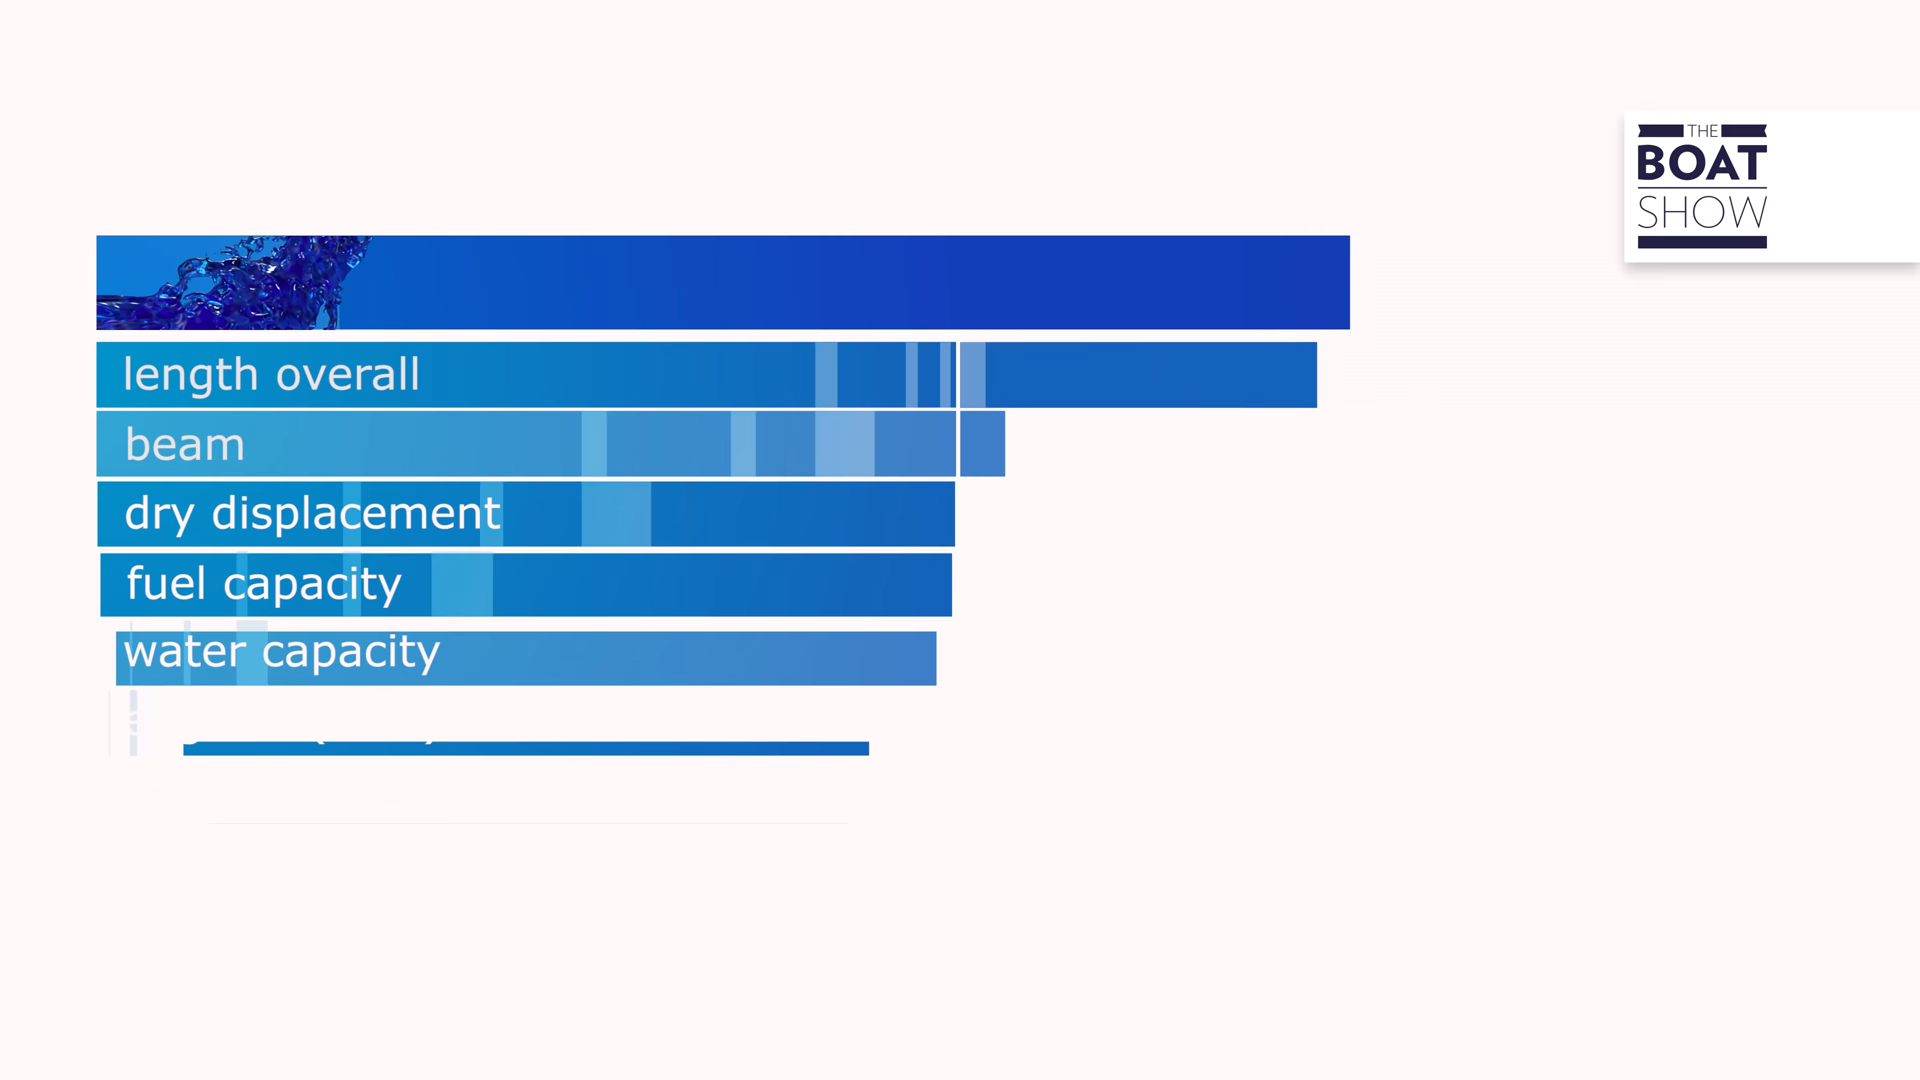 THE
BOAT
SHOW
length overall
beam
dry displacement
fuel capacity
water capacity